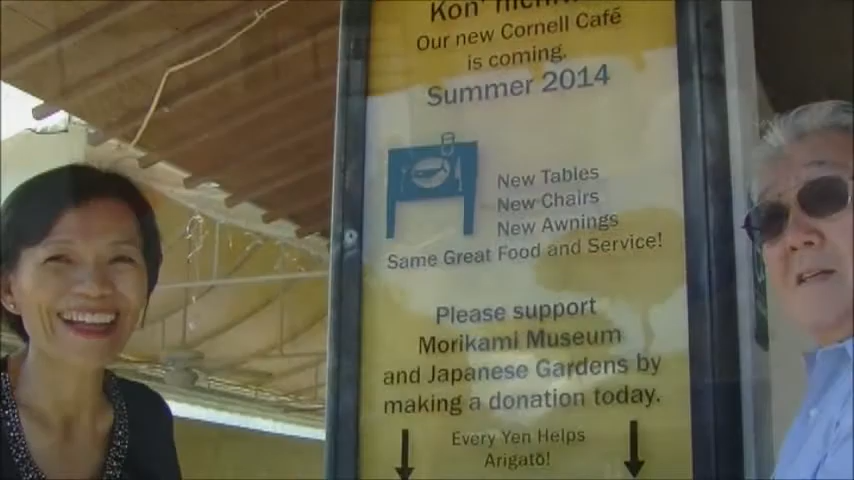 Kon'
Our new Cornell Café
is coming.
Summer 2014
New Tables
New Chairs
New Awnings
Same Great Food and Service!
Please support
Morikami Museum
and Japanese Gardens by
making a donation today.
Every Yen Helps
Arigatō!